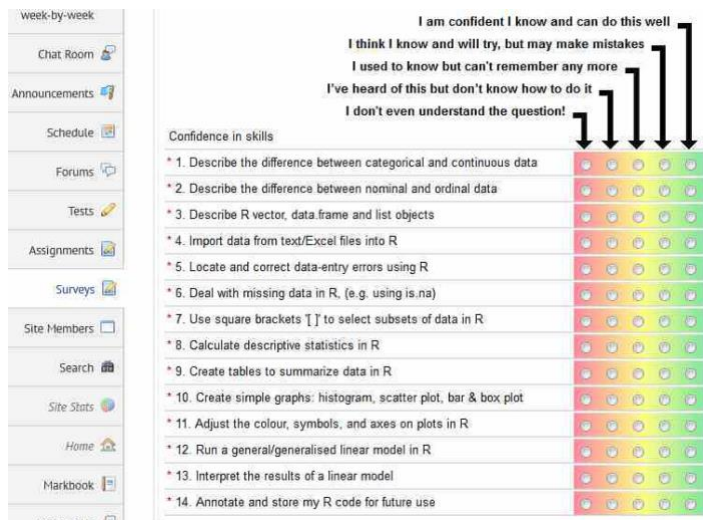 week-by-week
Chat Room
Announcements
Schedule
Forums
Tests
Assignments
Surveys
Site Members
Search
Site Stats
Home
Markbook
I am confident I know and can do this well
I think I know and will try, but may make mistakes
I used to know but can't remember any more
I've heard of this but don't know how to do it
I don't even understand the question!
Confidence in skills
* 1. Describe the difference between categorical and continuous data
* 2. Describe the difference between nominal and ordinal data
* 3. Describe R vector, data.frame and list objects
* 4. Import data from text/Excel files into R
* 5. Locate and correct data-entry errors using R
* 6. Deal with missing data in R, (e.g. using is.na)
* 7. Use square brackets '[ ]' to select subsets of data in R
* 8. Calculate descriptive statistics in R
* 9. Create tables to summarize data in R
* 10. Create simple graphs: histogram, scatter plot, bar & box plot
* 11. Adjust the colour, symbols, and axes on plots in R
* 12. Run a general/generalised linear model in R
* 13. Interpret the results of a linear model
* 14. Annotate and store my R code for future use